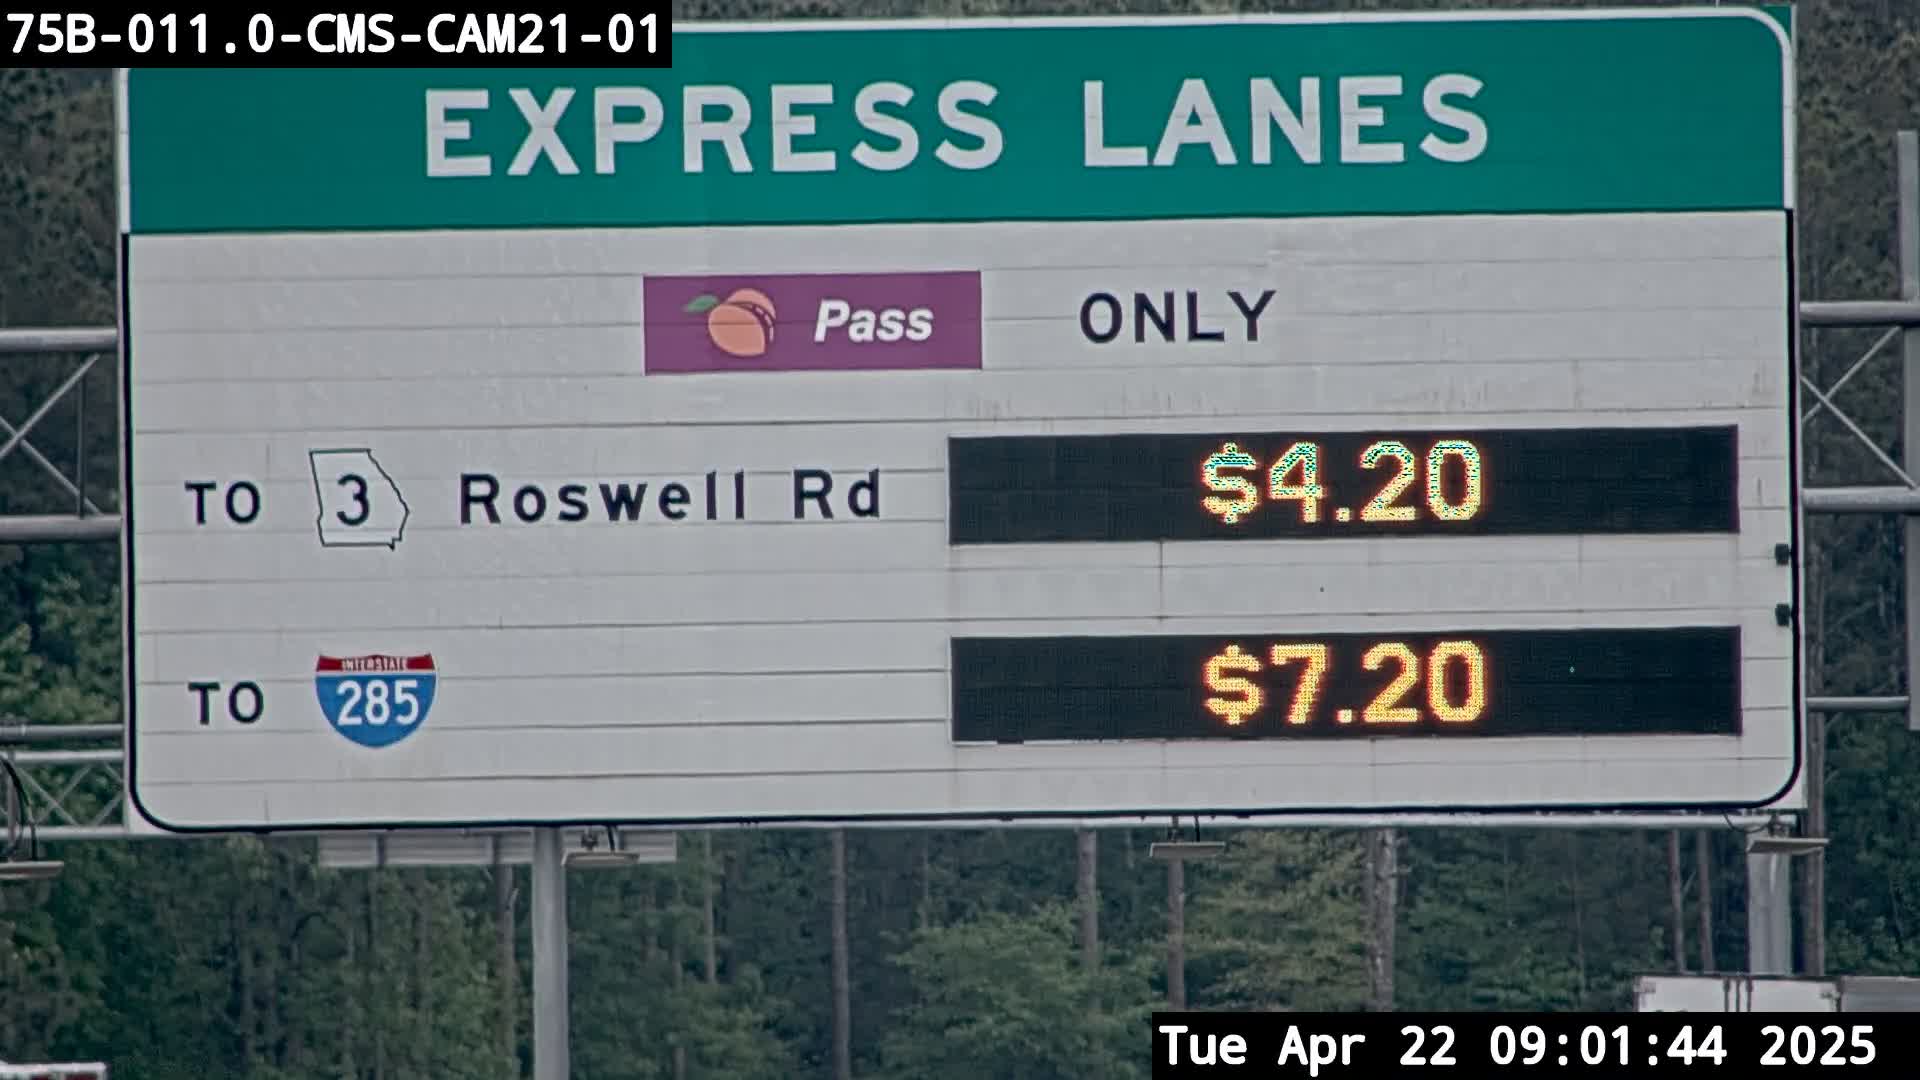 75B-011.0-CMS-CAM21-01
EXPRESS LANES
Pass ONLY
TO 3 Roswell Rd $4.20
TO INTERSTATE 285 $7.20
Tue Apr 22 09:01:44 2025